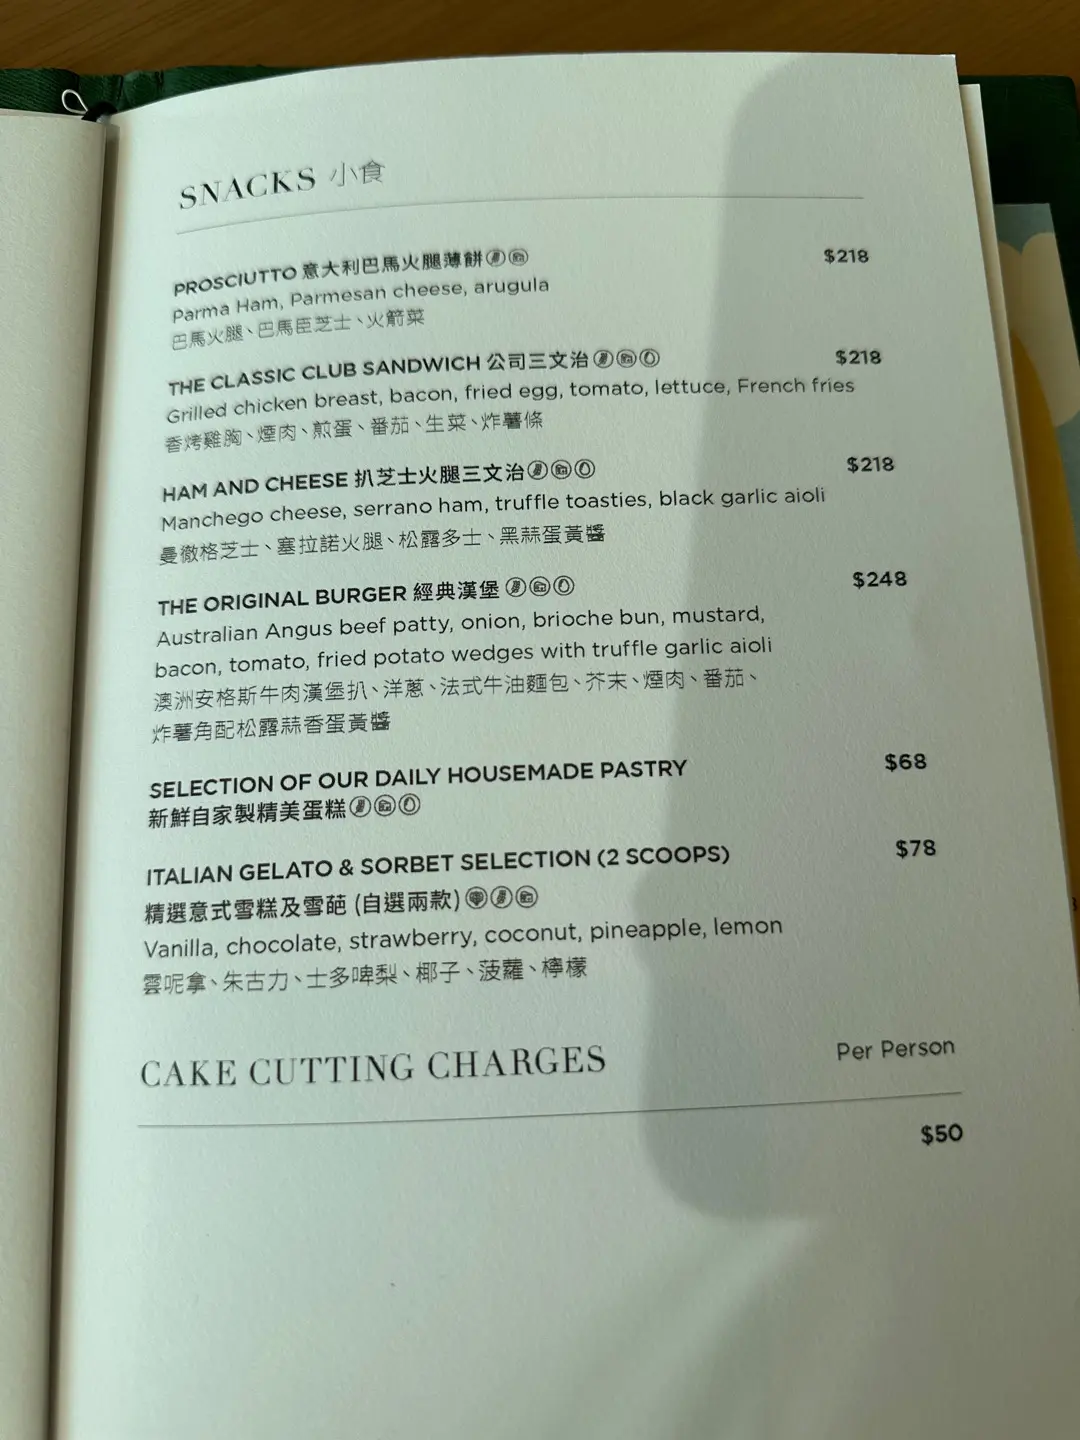 SNACKS 小食
PROSCIUTTO 意大利巴馬火腿薄餅
$218
Parma Ham, Parmesan cheese, arugula
巴馬火腿、巴馬臣芝士、火箭菜
THE CLASSIC CLUB SANDWICH 公司三文治
$218
Grilled chicken breast, bacon, fried egg, tomato, lettuce, French fries
香烤雞胸、煙肉、煎蛋、番茄、生菜、炸薯條
HAM AND CHEESE 扒芝士火腿三文治
$218
Manchego cheese, serrano ham, truffle toasties, black garlic aioli
曼徹格芝士、塞拉諾火腿、松露多士、黑蒜蛋黃醬
THE ORIGINAL BURGER 經典漢堡
$248
Australian Angus beef patty, onion, brioche bun, mustard,
bacon, tomato, fried potato wedges with truffle garlic aioli
澳洲安格斯牛肉漢堡扒、洋蔥、法式牛油麵包、芥末、煙肉、番茄、
炸薯角配松露蒜香蛋黃醬
SELECTION OF OUR DAILY HOUSEMADE PASTRY
$68
新鮮自家製精美蛋糕
ITALIAN GELATO & SORBET SELECTION (2 SCOOPS)
$78
精選意式雪糕及雪葩 (自選兩款)
Vanilla, chocolate, strawberry, coconut, pineapple, lemon
雲呢拿、朱古力、士多啤梨、椰子、菠蘿、檸檬
CAKE CUTTING CHARGES
Per Person
$50